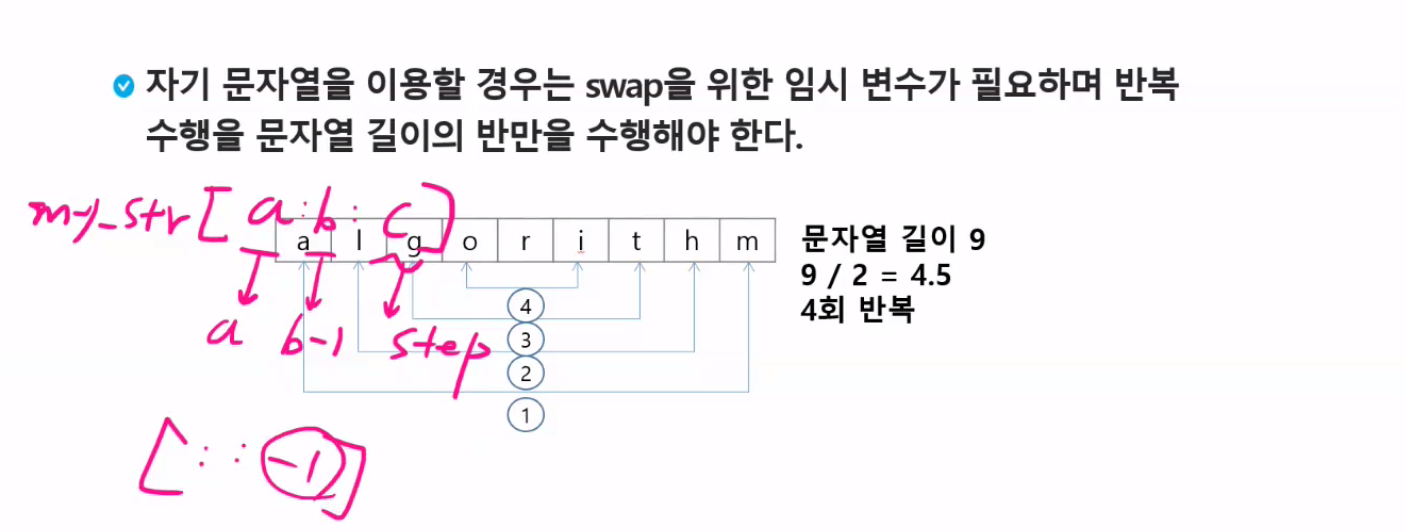 자기 문자열을 이용할 경우는 swap을 위한 임시 변수가 필요하며 반복
수행을 문자열 길이의 반만을 수행해야 한다.
my_str[a:b:c]
a l g o r i t h m
문자열 길이 9
9 / 2 = 4.5
4회 반복
a b-1 step
4
3
2
1
[::-1]